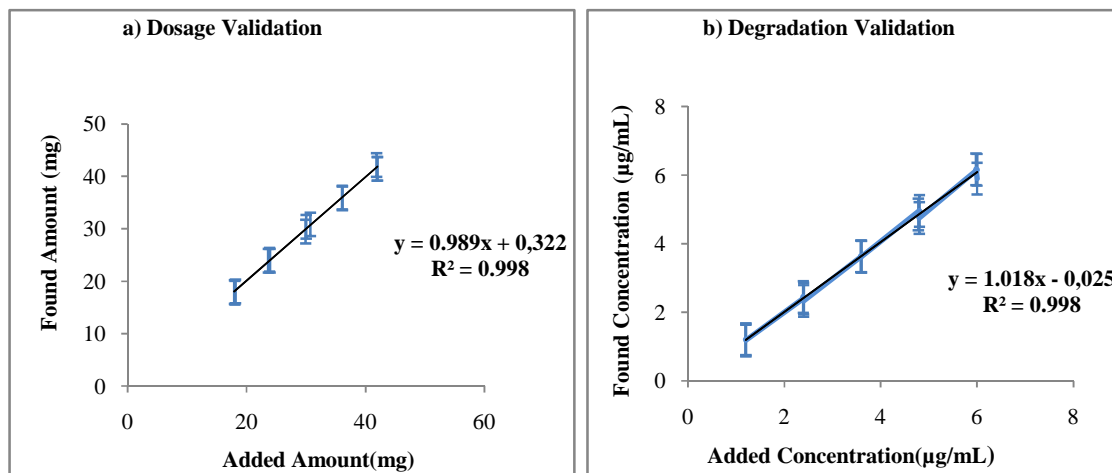 a) Dosage Validation
50
40
30
20
10
0
0 20 40 60
Found Amount (mg)
Added Amount(mg)
y = 0.989x + 0,322
R² = 0.998
b) Degradation Validation
8
6
4
2
0
0 2 4 6 8
Found Concentration (µg/mL)
Added Concentration(µg/mL)
y = 1.018x - 0,025
R² = 0.998